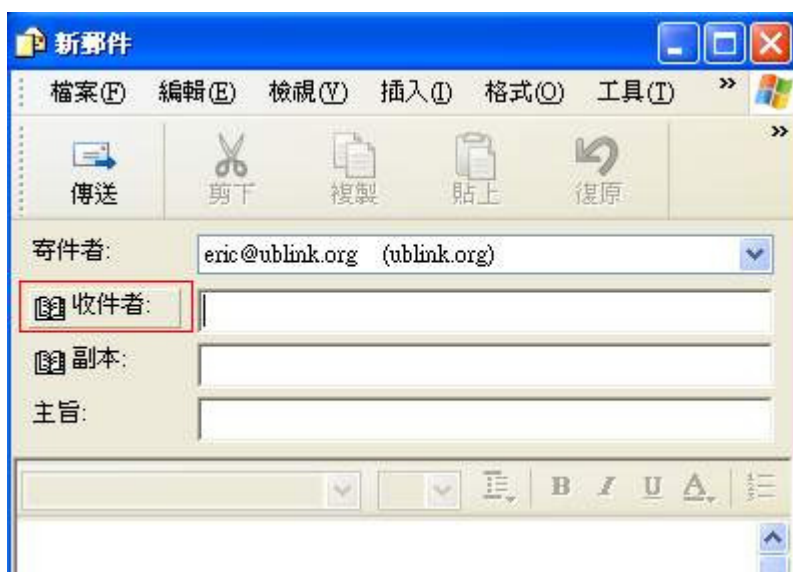 新郵件
檔案(F) 編輯(E) 檢視(V) 插入(I) 格式(O) 工具(T) »
»
傳送 剪下 複製 貼上 復原
寄件者: eric@ublink.org (ublink.org)
收件者:
副本:
主旨:
B I U A